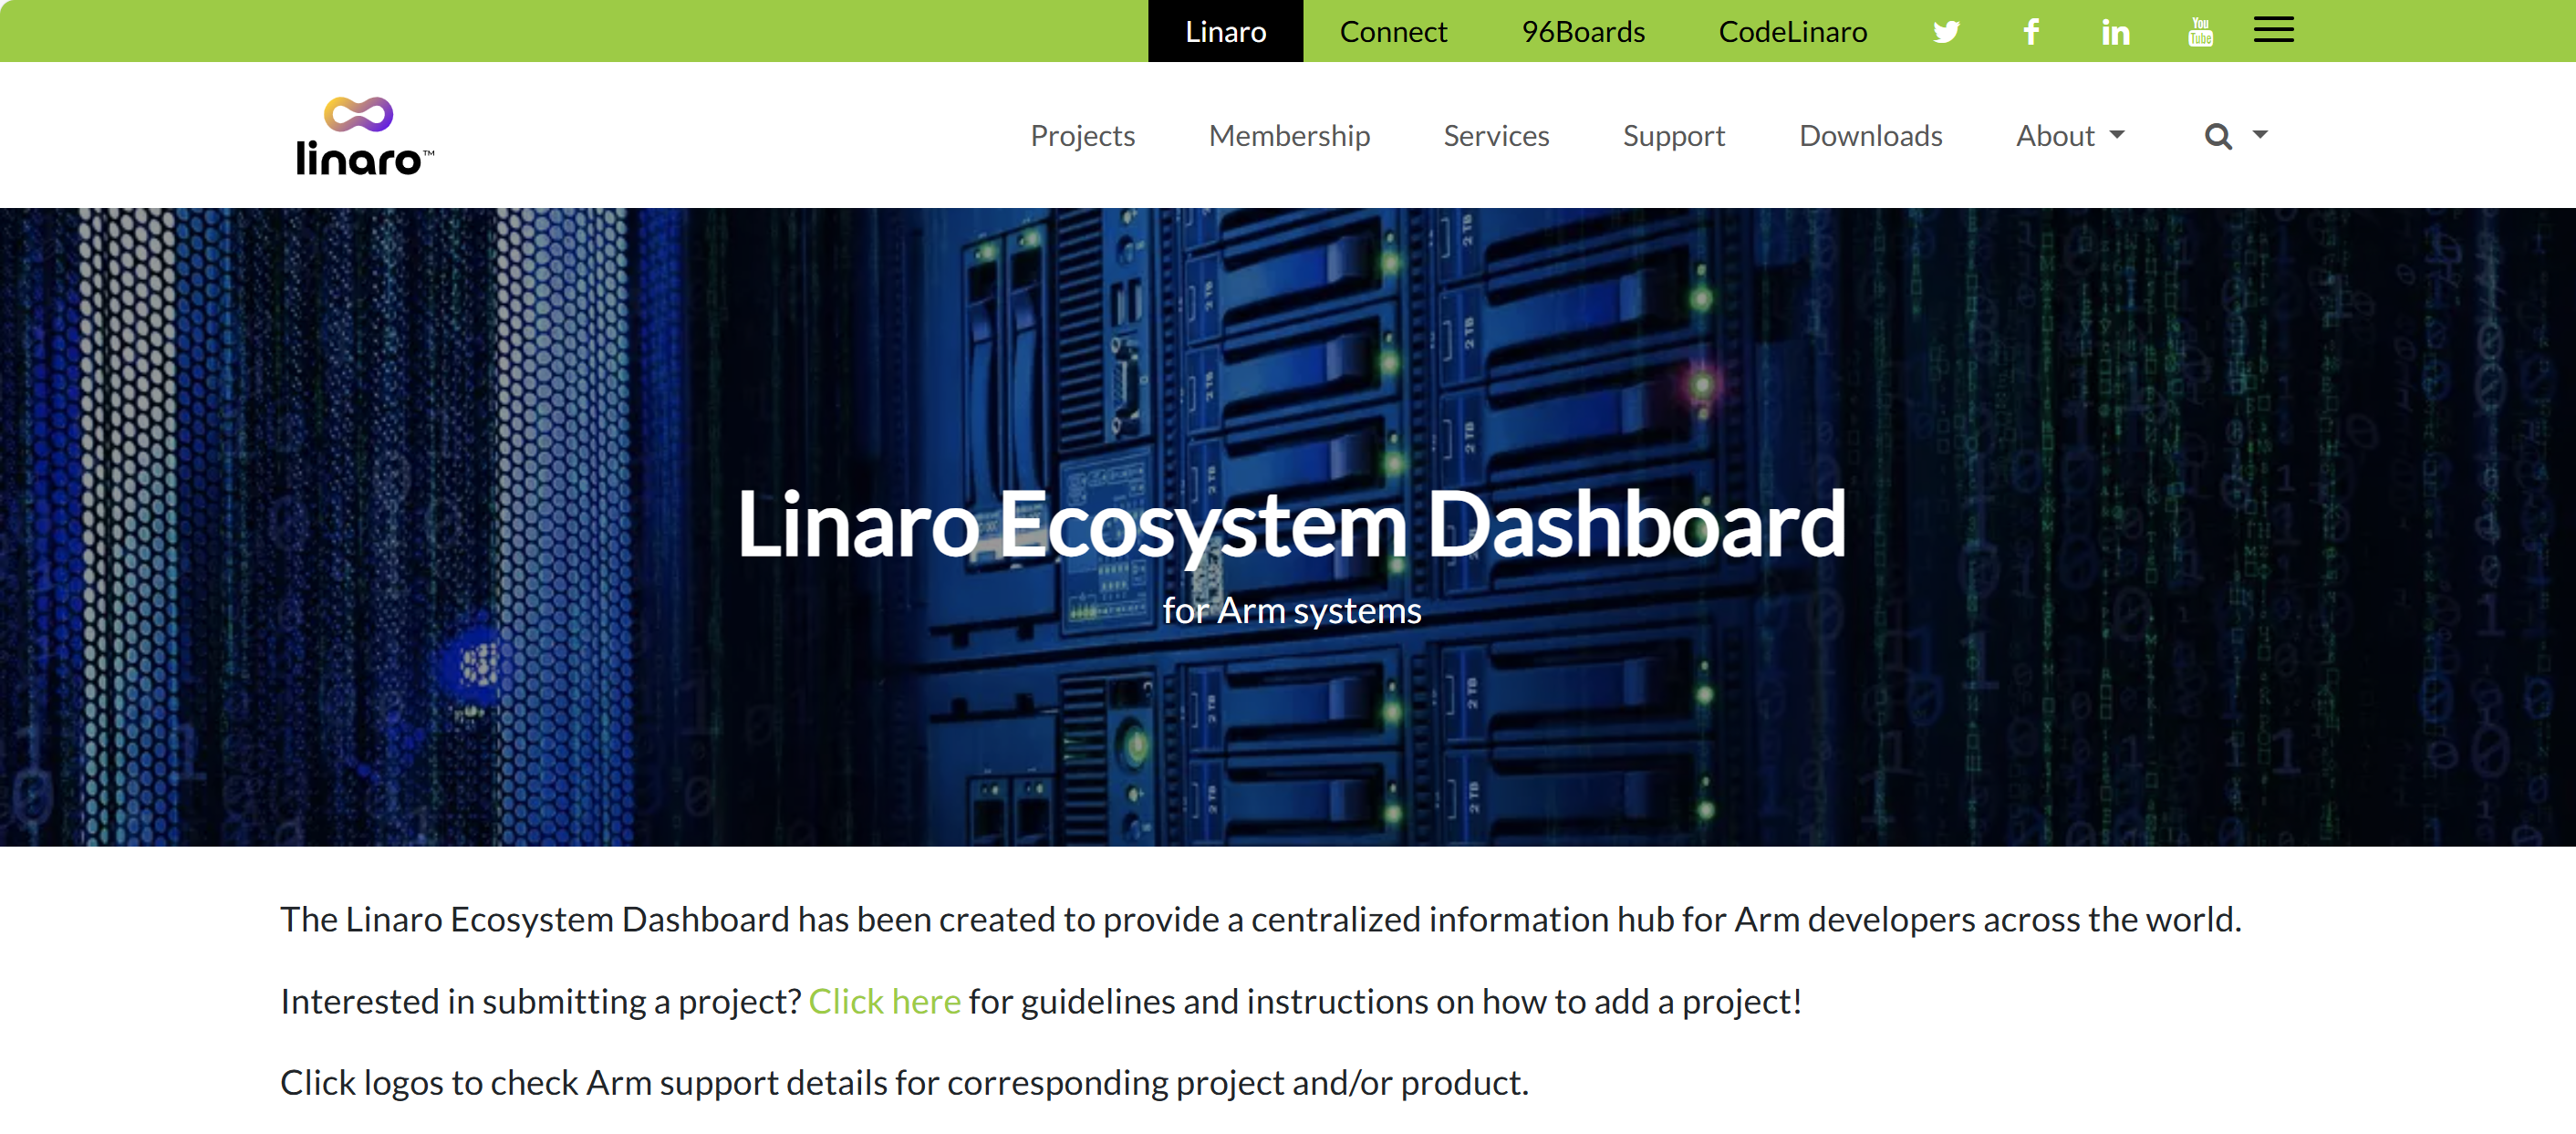 Linaro Connect 96Boards CodeLinaro
linaro™ Projects Membership Services Support Downloads About
Linaro Ecosystem Dashboard
for Arm systems
The Linaro Ecosystem Dashboard has been created to provide a centralized information hub for Arm developers across the world.
Interested in submitting a project? Click here for guidelines and instructions on how to add a project!
Click logos to check Arm support details for corresponding project and/or product.